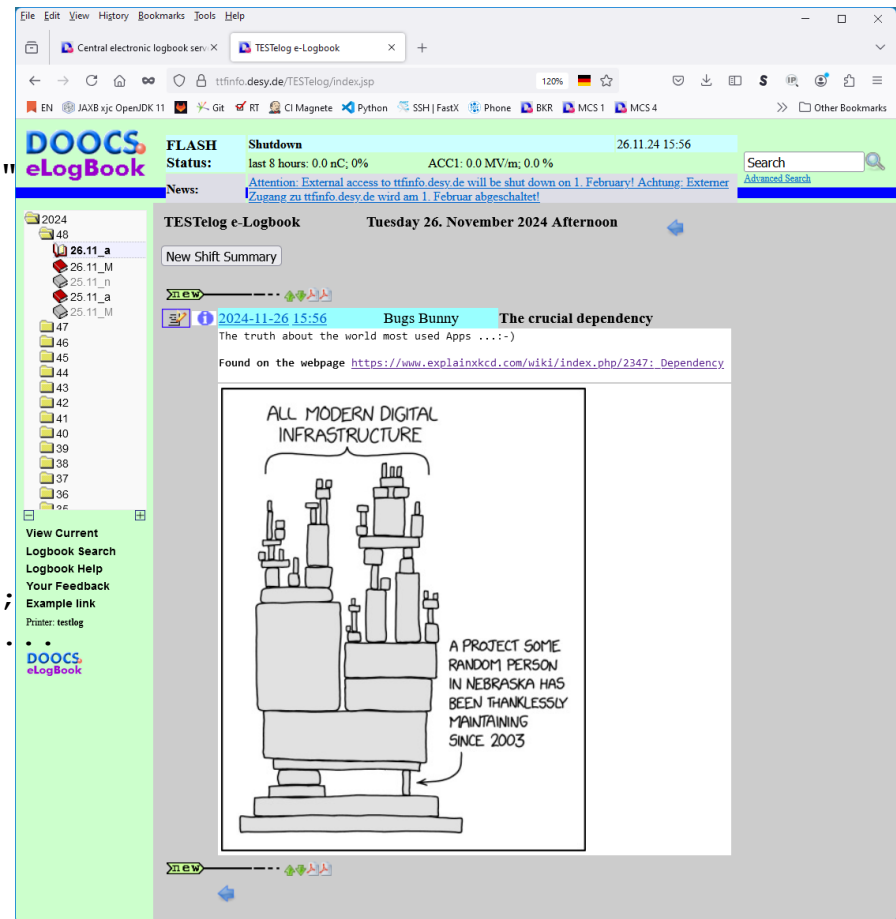 File Edit View History Bookmarks Tools Help
Central electronic logbook servi
TESTelog e-Logbook
ttfinfo.desy.de/TESTelog/index.jsp
120%
EN JAXB xjc OpenJDK 11 Git RT CI Magnete Python SSH | FastX Phone BKR MCS 1 MCS 4 Other Bookmarks
DOOCS
eLogBook
FLASH
Status:
Shutdown 26.11.24 15:56
last 8 hours: 0.0 nC; 0% ACC1: 0.0 MV/m; 0.0 %
News:
Attention: External access to ttfinfo.desy.de will be shut down on 1. February! Achtung: Externer
Zugang zu ttfinfo.desy.de wird am 1. Februar abgeschaltet!
Search
Advanced Search
"
2024
48
26.11_a
26.11_M
25.11_n
25.11_a
25.11_M
47
46
45
44
43
42
41
40
39
38
37
36
View Current
Logbook Search
Logbook Help
Your Feedback
Example link
Printer: testlog
;
. . .
DOOCS
eLogBook
TESTelog e-Logbook Tuesday 26. November 2024 Afternoon
New Shift Summary
new
2024-11-26 15:56 Bugs Bunny The crucial dependency
The truth about the world most used Apps ...:-)
Found on the webpage https://www.explainxkcd.com/wiki/index.php/2347:_Dependency
ALL MODERN DIGITAL
INFRASTRUCTURE
A PROJECT SOME
RANDOM PERSON
IN NEBRASKA HAS
BEEN THANKLESSLY
MAINTAINING
SINCE 2003
new